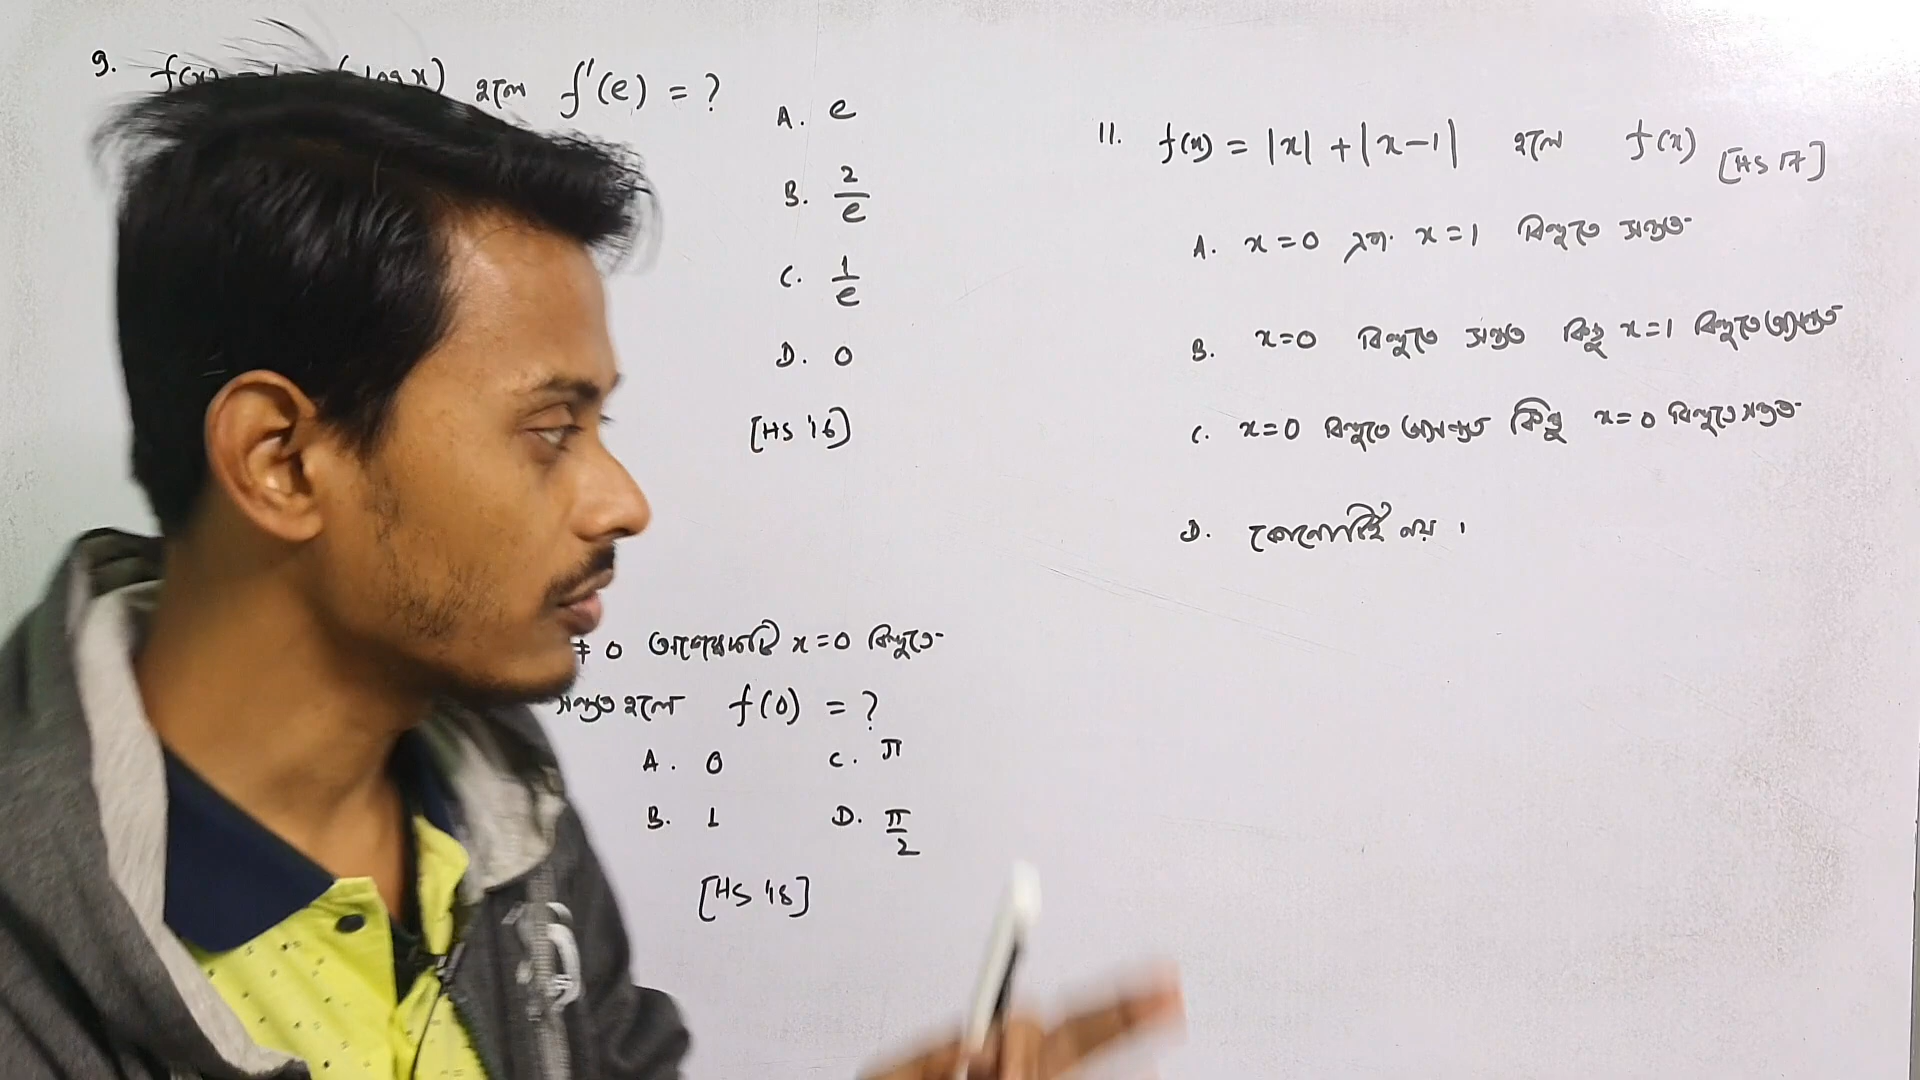 9. f(x) (log x) হলে f'(e) = ?
A. e
B. 2/e
C. 1/e
D. 0
[HS '16]
≠ 0 অপেক্ষকটি x=0 বিন্দুতে
সন্তত হলে f(0) = ?
A. 0 C. π
B. 1 D. π/2
[HS '18]
11. f(x) = |x| + |x-1| হলে f(x) [HS 17]
A. x=0 এবং x=1 বিন্দুতে সন্তত
B. x=0 বিন্দুতে সন্তত কিন্তু x=1 বিন্দুতে অসন্তত
C. x=0 বিন্দুতে অসন্তত কিন্তু x=0 বিন্দুতে সন্তত
D. কোনোটিই নয়।